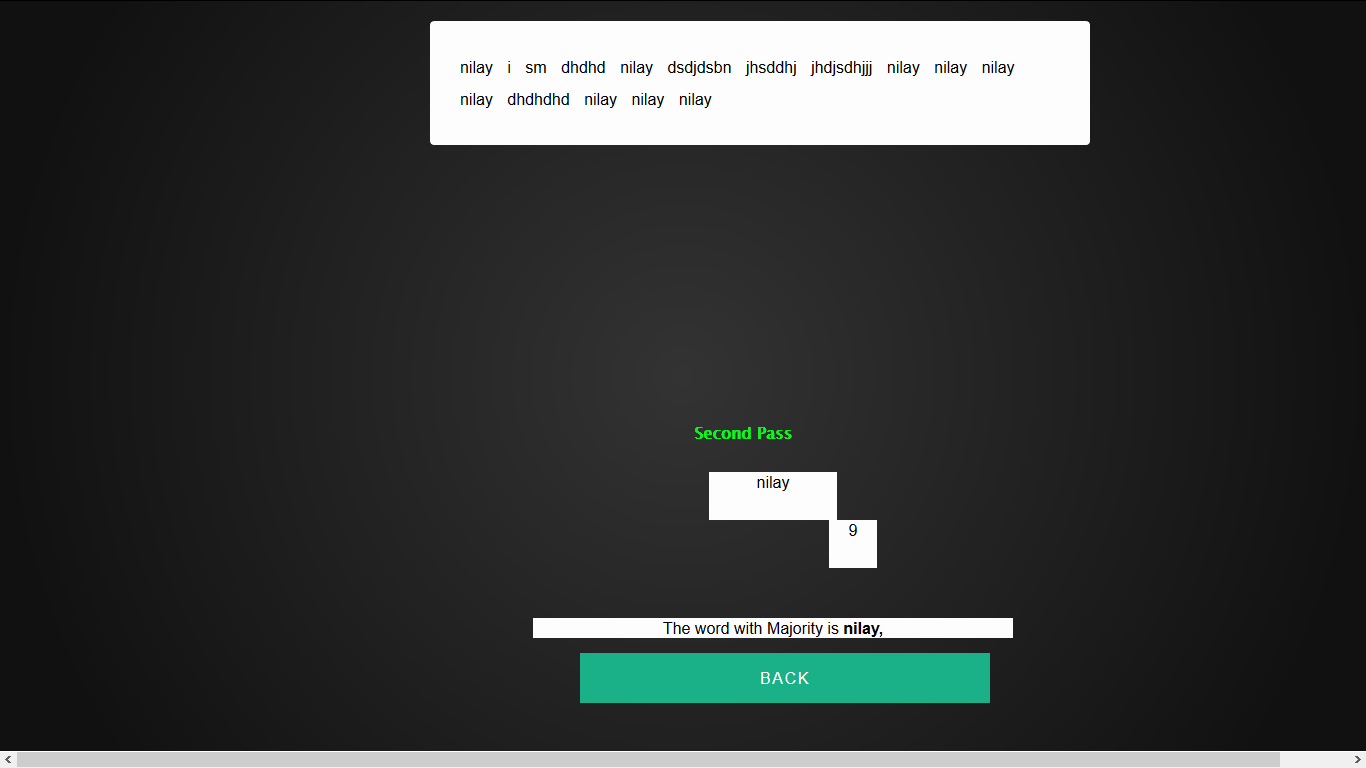 nilay i sm dhdhd nilay dsdjdsbn jhsddhj jhdjsdhjjj nilay nilay nilay
nilay dhdhdhd nilay nilay nilay
Second Pass
nilay
9
The word with Majority is nilay,
BACK